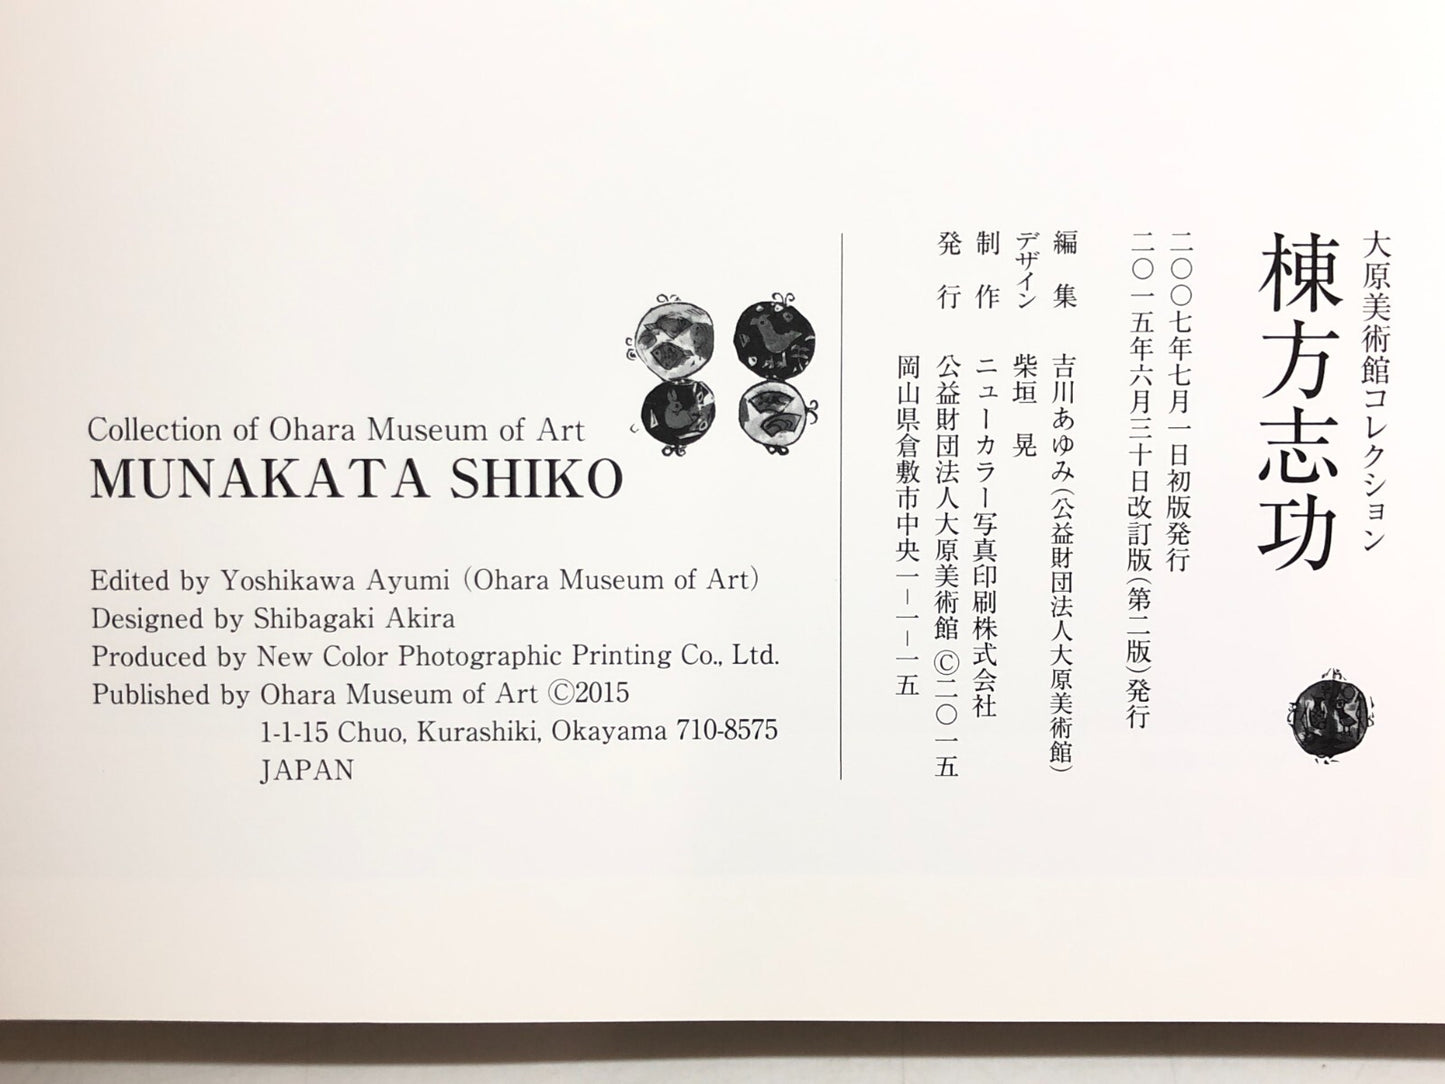 大原美術館コレクション
棟方志功
二〇〇七年七月一日初版発行
二〇一五年六月三十日改訂版(第二版)発行
編集 吉川あゆみ(公益財団法人大原美術館)
デザイン 柴垣 晃
制作 ニューカラー写真印刷株式会社
発行 公益財団法人大原美術館 ©二〇一五
岡山県倉敷市中央一-一-一五
Collection of Ohara Museum of Art
MUNAKATA SHIKO
Edited by Yoshikawa Ayumi (Ohara Museum of Art)
Designed by Shibagaki Akira
Produced by New Color Photographic Printing Co., Ltd.
Published by Ohara Museum of Art ©2015
1-1-15 Chuo, Kurashiki, Okayama 710-8575
JAPAN